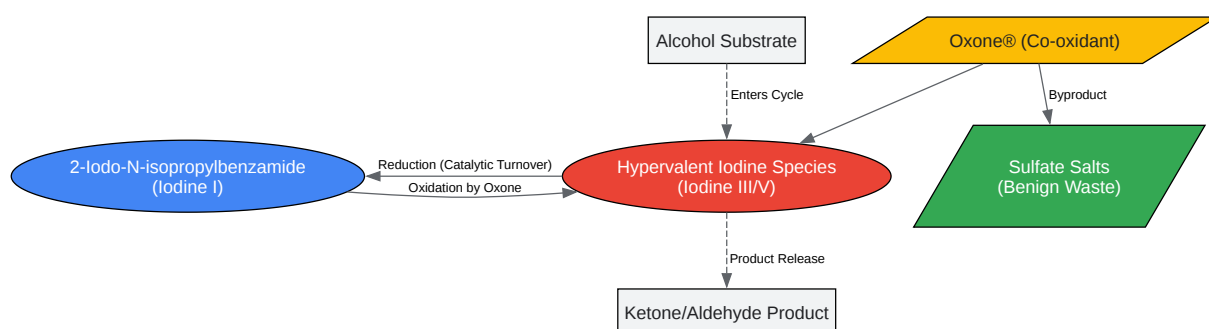 Alcohol Substrate
Oxone® (Co-oxidant)
Enters Cycle
Byproduct
2-Iodo-N-isopropylbenzamide
(Iodine I)
Reduction (Catalytic Turnover)
Oxidation by Oxone
Hypervalent Iodine Species
(Iodine III/V)
Sulfate Salts
(Benign Waste)
Product Release
Ketone/Aldehyde Product